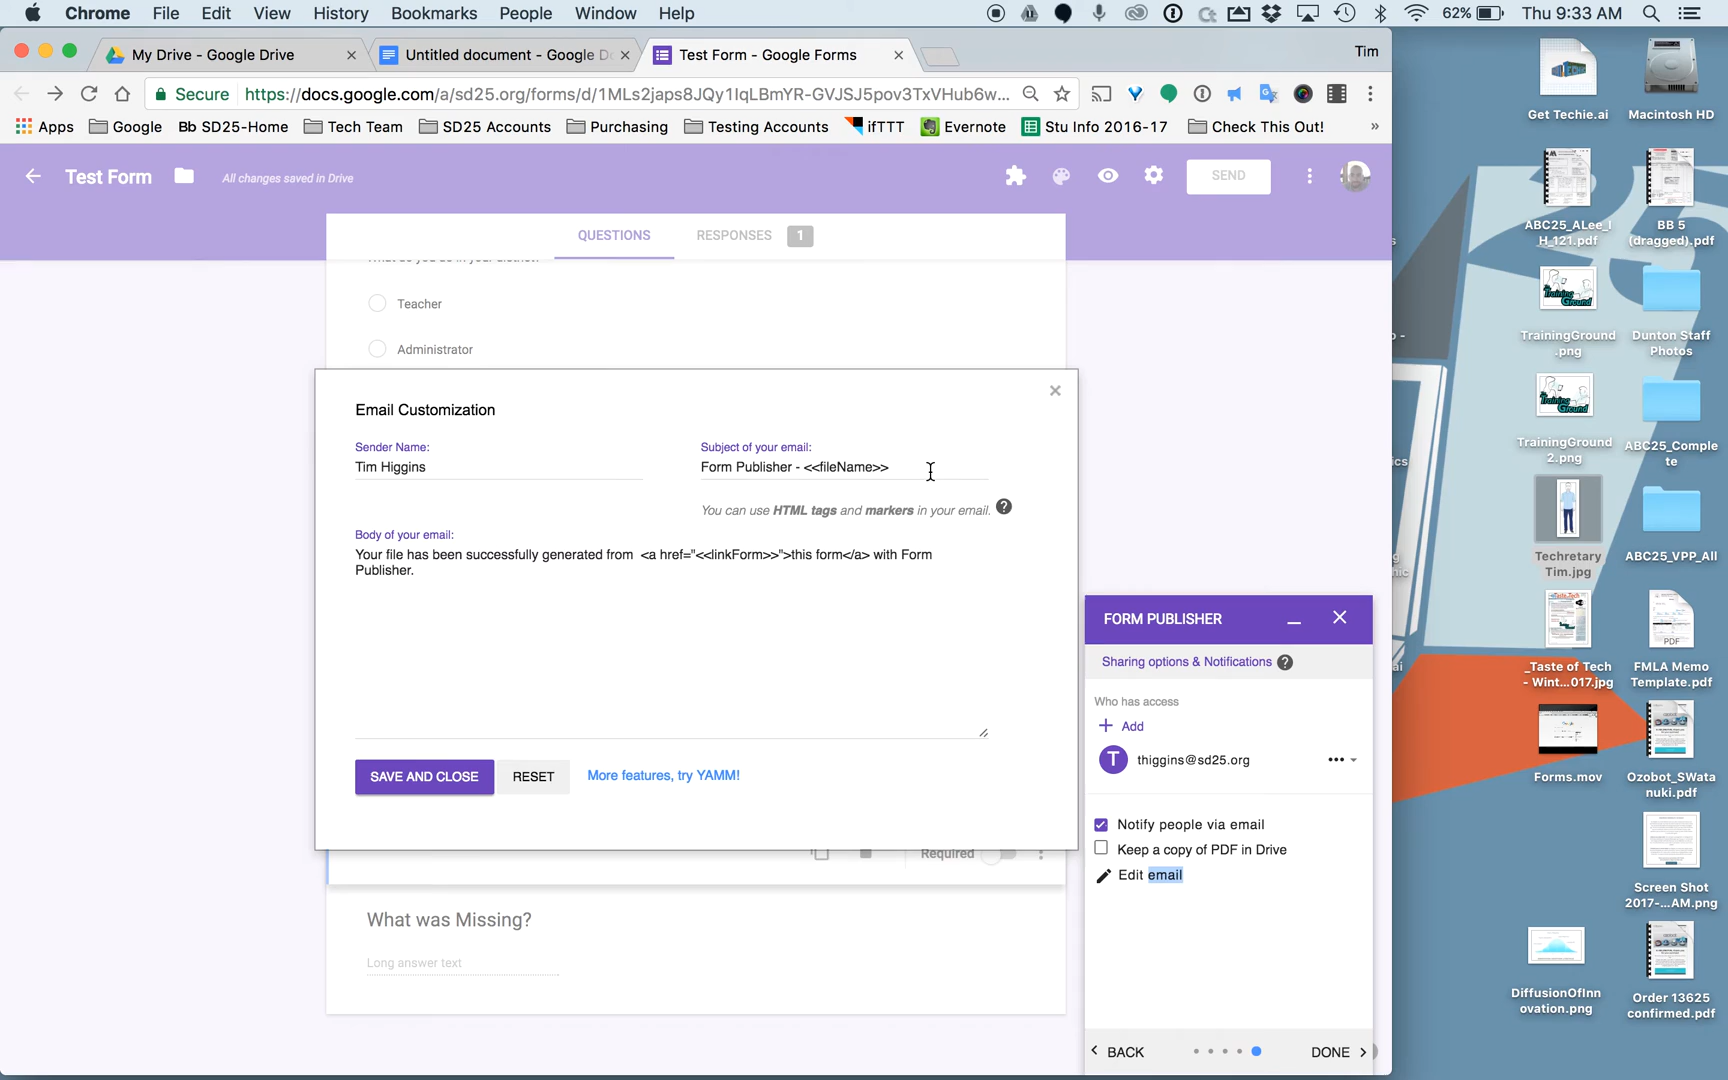 Chrome File Edit View History Bookmarks People Window Help 62% Thu 9:33 AM
My Drive - Google Drive
Untitled document - Google Do
Test Form - Google Forms
Tim
Secure https://docs.google.com/a/sd25.org/forms/d/1MLs2japs8JQy1IqLBmYR-GVJSJ5pov3TxVHub6w...
Apps Google Bb SD25-Home Tech Team SD25 Accounts Purchasing Testing Accounts ifTTT Evernote Stu Info 2016-17 Check This Out! »
Test Form All changes saved in Drive SEND
QUESTIONS RESPONSES 1
Teacher
Administrator
Email Customization
Sender Name:
Tim Higgins
Subject of your email:
Form Publisher - <<fileName>>
You can use HTML tags and markers in your email. ?
Body of your email:
Your file has been successfully generated from <a href="<<linkForm>>">this form</a> with Form
Publisher.
SAVE AND CLOSE RESET More features, try YAMM!
Required
What was Missing?
Long answer text
FORM PUBLISHER
Sharing options & Notifications ?
Who has access
+ Add
T thiggins@sd25.org
Notify people via email
Keep a copy of PDF in Drive
Edit email
BACK DONE
Get Techie.ai
Macintosh HD
ABC25_ALee_I
H_121.pdf
BB 5
(dragged).pdf
TrainingGround
.png
Dunton Staff
Photos
TrainingGround
2.png
ABC25_Comple
te
Techretary
Tim.jpg
ABC25_VPP_All
_Taste of Tech
- Wint...017.jpg
FMLA Memo
Template.pdf
Forms.mov
Ozobot_SWata
nuki.pdf
Screen Shot
2017-...AM.png
DiffusionOfInn
ovation.png
Order 13625
confirmed.pdf